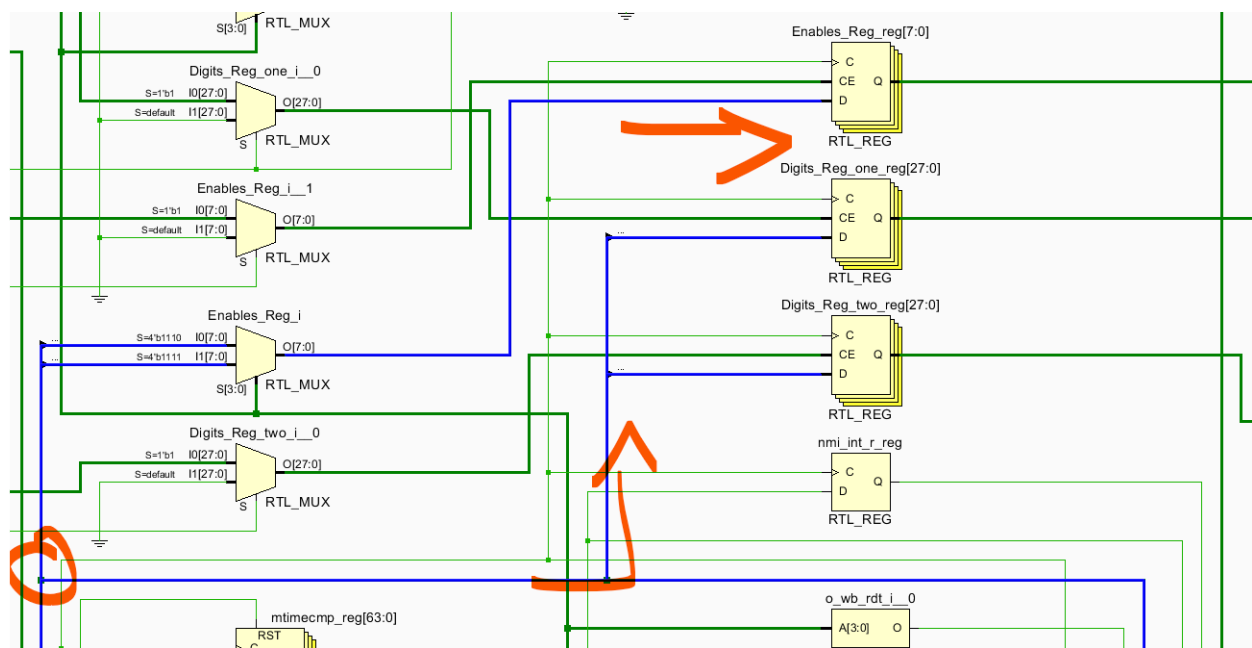 S[3:0]
RTL_MUX
Digits_Reg_one_i__0
S=1'b1 I0[27:0]
S=default I1[27:0]
O[27:0]
S
RTL_MUX
Enables_Reg_i__1
S=1'b1 I0[7:0]
S=default I1[7:0]
O[7:0]
S
RTL_MUX
Enables_Reg_i
... S=4'b1110 I0[7:0]
... S=4'b1111 I1[7:0]
O[7:0]
S[3:0]
RTL_MUX
Digits_Reg_two_i__0
S=1'b1 I0[27:0]
S=default I1[27:0]
O[27:0]
S
RTL_MUX
mtimecmp_reg[63:0]
RST
C
Enables_Reg_reg[7:0]
C
CE Q
D
RTL_REG
Digits_Reg_one_reg[27:0]
C
CE Q
... D
RTL_REG
Digits_Reg_two_reg[27:0]
C
CE Q
... D
RTL_REG
nmi_int_r_reg
C Q
D
RTL_REG
o_wb_rdt_i__0
A[3:0] O